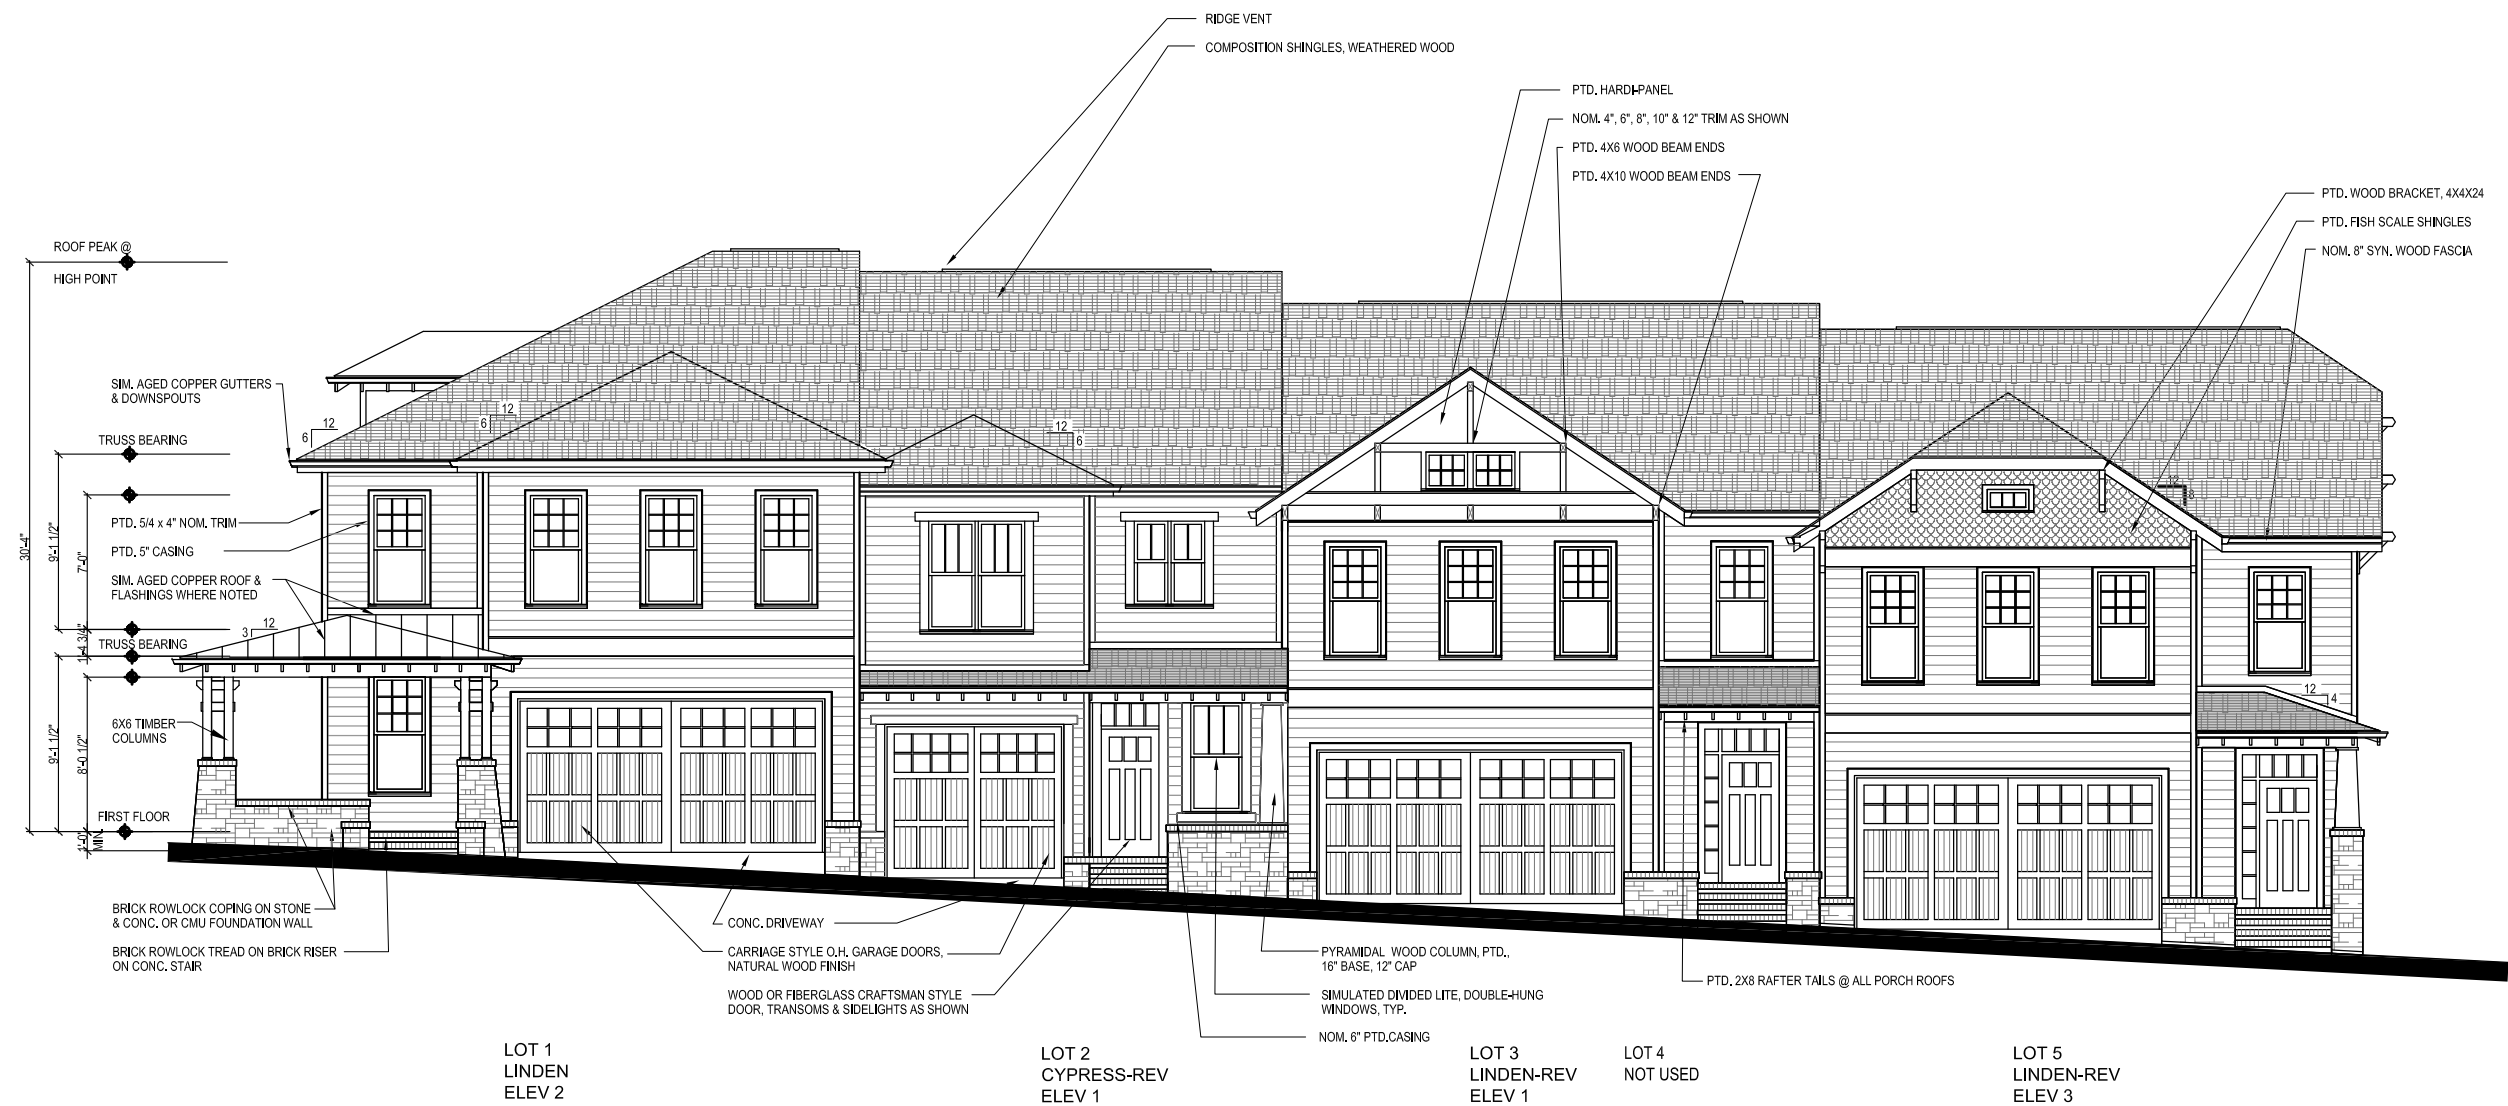 RIDGE VENT
COMPOSITION SHINGLES, WEATHERED WOOD
PTD. HARDI-PANEL
NOM. 4", 6", 8", 10" & 12" TRIM AS SHOWN
PTD. 4X6 WOOD BEAM ENDS
PTD. 4X10 WOOD BEAM ENDS
PTD. WOOD BRACKET, 4X4X24
PTD. FISH SCALE SHINGLES
NOM. 8" SYN. WOOD FASCIA
ROOF PEAK @
HIGH POINT
SIM. AGED COPPER GUTTERS
& DOWNSPOUTS
12
6
12
6
12
6
12
TRUSS BEARING
PTD. 5/4 x 4" NOM. TRIM
PTD. 5" CASING
SIM. AGED COPPER ROOF &
FLASHINGS WHERE NOTED
30'-4"
9'-1 1/2"
7'-0"
12
3
1'-4 3/4"
TRUSS BEARING
12
4
6X6 TIMBER
COLUMNS
9'-1 1/2"
8'-0 1/2"
FIRST FLOOR
1'-0"
MIN.
BRICK ROWLOCK COPING ON STONE
& CONC. OR CMU FOUNDATION WALL
BRICK ROWLOCK TREAD ON BRICK RISER
ON CONC. STAIR
CONC. DRIVEWAY
CARRIAGE STYLE O.H. GARAGE DOORS,
NATURAL WOOD FINISH
WOOD OR FIBERGLASS CRAFTSMAN STYLE
DOOR, TRANSOMS & SIDELIGHTS AS SHOWN
PYRAMIDAL WOOD COLUMN, PTD.,
16" BASE, 12" CAP
SIMULATED DIVIDED LITE, DOUBLE-HUNG
WINDOWS, TYP.
NOM. 6" PTD.CASING
PTD. 2X8 RAFTER TAILS @ ALL PORCH ROOFS
LOT 1
LINDEN
ELEV 2
LOT 2
CYPRESS-REV
ELEV 1
LOT 3
LINDEN-REV
ELEV 1
LOT 4
NOT USED
LOT 5
LINDEN-REV
ELEV 3